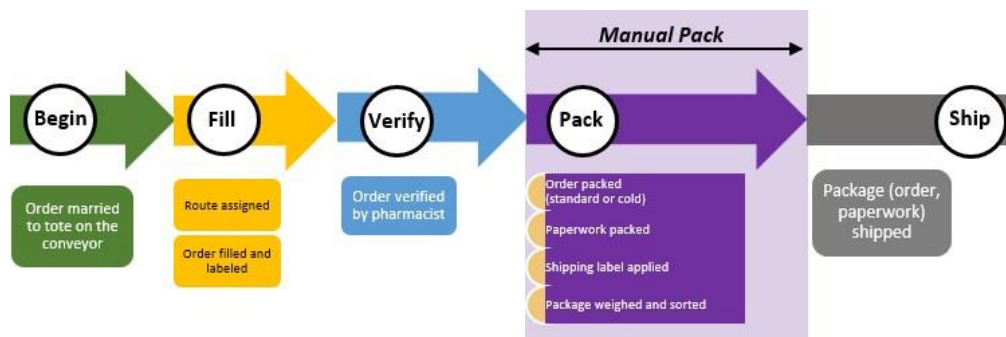 Manual Pack
Begin
Fill
Verify
Pack
Ship
Order married
to tote on the
conveyor
Route assigned
Order filled and
labeled
Order verified
by pharmacist
Order packed
(standard or cold)
Paperwork packed
Shipping label applied
Package weighed and sorted
Package (order,
paperwork)
shipped